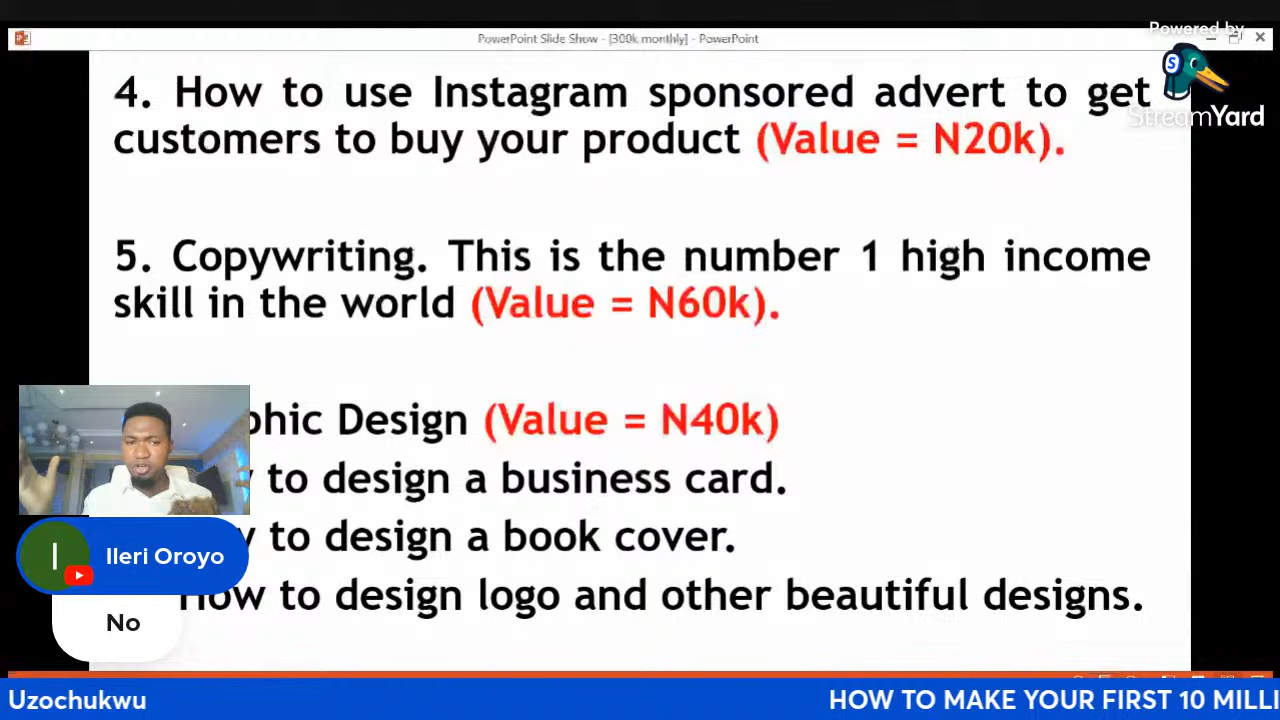 PowerPoint Slide Show - [300k monthly] - PowerPoint
Powered by
StreamYard
4. How to use Instagram sponsored advert to get
customers to buy your product (Value = N20k).
5. Copywriting. This is the number 1 high income
skill in the world (Value = N60k).
phic Design (Value = N40k)
to design a business card.
to design a book cover.
How to design logo and other beautiful designs.
I
Ileri Oroyo
No
Uzochukwu
HOW TO MAKE YOUR FIRST 10 MILLI